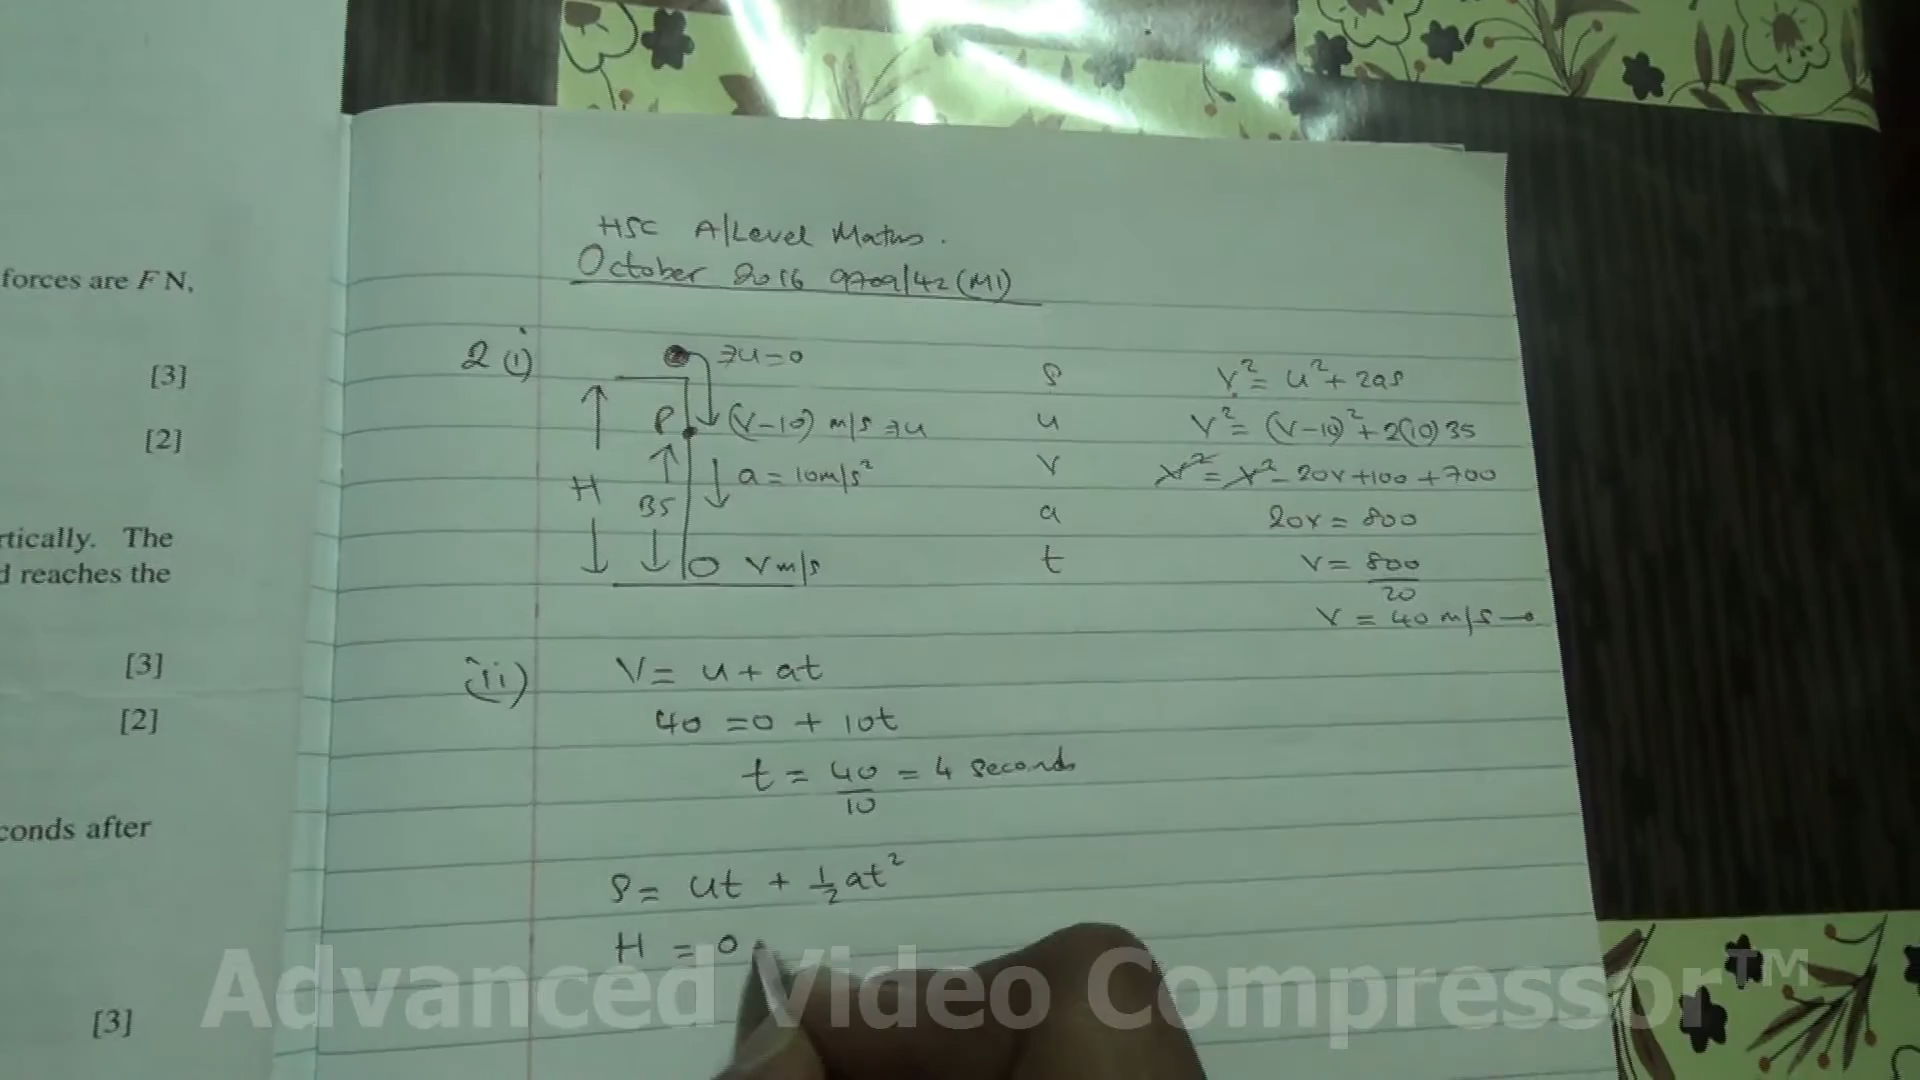 forces are F N,
[3]
[2]
rtically. The
d reaches the
[3]
[2]
conds after
[3]
HSC A/Level Maths.
October 2016 9709/42 (M1)
2 (i)
u=0
P (V-10) m/s u
a = 10m/s²
H
35
V m/s
s
u
v
a
t
V² = u² + 2as
V² = (V-10)² + 2(10)35
V² = V² - 20V + 100 + 700
20V = 800
V = 800/20
V = 40 m/s
(ii) V = u + at
40 = 0 + 10t
t = 40/10 = 4 seconds
s = ut + ½at²
H = 0
Advanced Video Compressor™